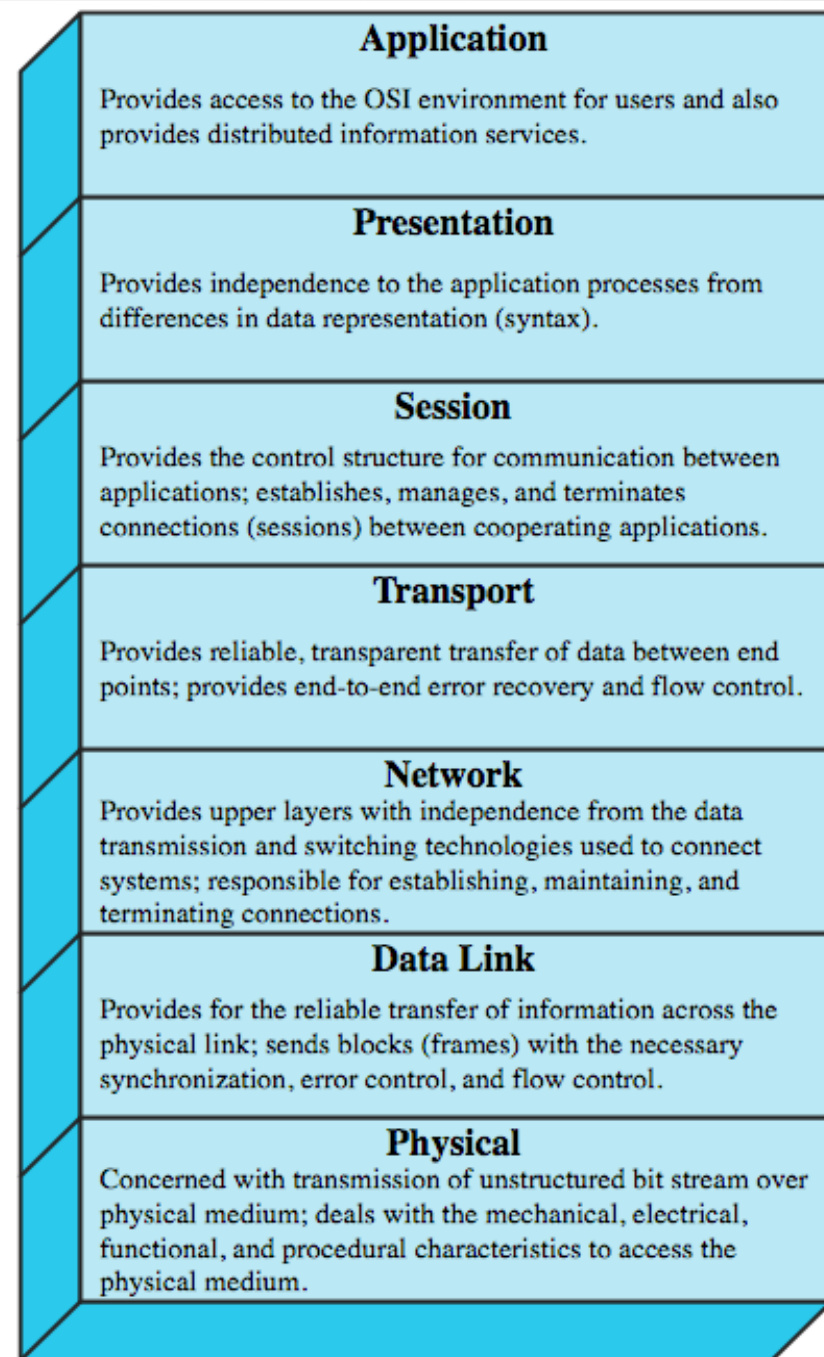 Application
Provides access to the OSI environment for users and also
provides distributed information services.
Presentation
Provides independence to the application processes from
differences in data representation (syntax).
Session
Provides the control structure for communication between
applications; establishes, manages, and terminates
connections (sessions) between cooperating applications.
Transport
Provides reliable, transparent transfer of data between end
points; provides end-to-end error recovery and flow control.
Network
Provides upper layers with independence from the data
transmission and switching technologies used to connect
systems; responsible for establishing, maintaining, and
terminating connections.
Data Link
Provides for the reliable transfer of information across the
physical link; sends blocks (frames) with the necessary
synchronization, error control, and flow control.
Physical
Concerned with transmission of unstructured bit stream over
physical medium; deals with the mechanical, electrical,
functional, and procedural characteristics to access the
physical medium.